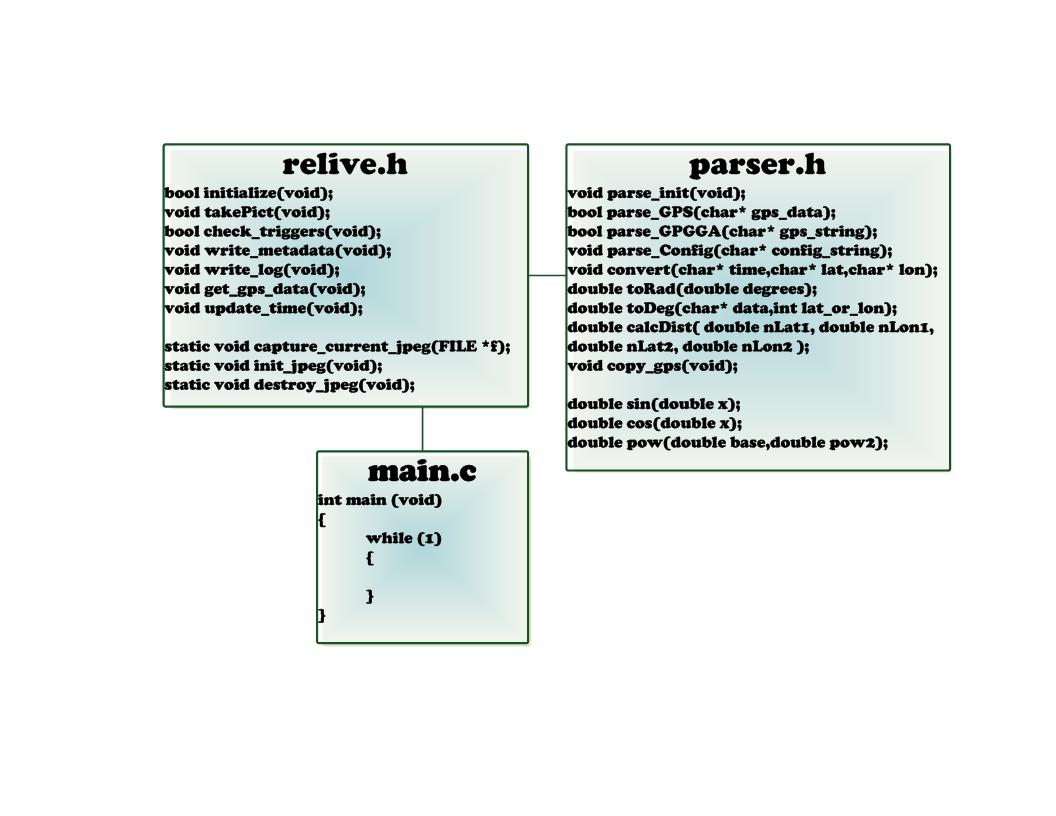 relive.h
bool initialize(void);
void takePict(void);
bool check_triggers(void);
void write_metadata(void);
void write_log(void);
void get_gps_data(void);
void update_time(void);
static void capture_current_jpeg(FILE *f);
static void init_jpeg(void);
static void destroy_jpeg(void);
parser.h
void parse_init(void);
bool parse_GPS(char* gps_data);
bool parse_GPGGA(char* gps_string);
void parse_Config(char* config_string);
void convert(char* time,char* lat,char* lon);
double toRad(double degrees);
double toDeg(char* data,int lat_or_lon);
double calcDist( double nLat1, double nLon1,
double nLat2, double nLon2 );
void copy_gps(void);
double sin(double x);
double cos(double x);
double pow(double base,double pow2);
main.c
int main (void)
{
while (1)
{
}
}